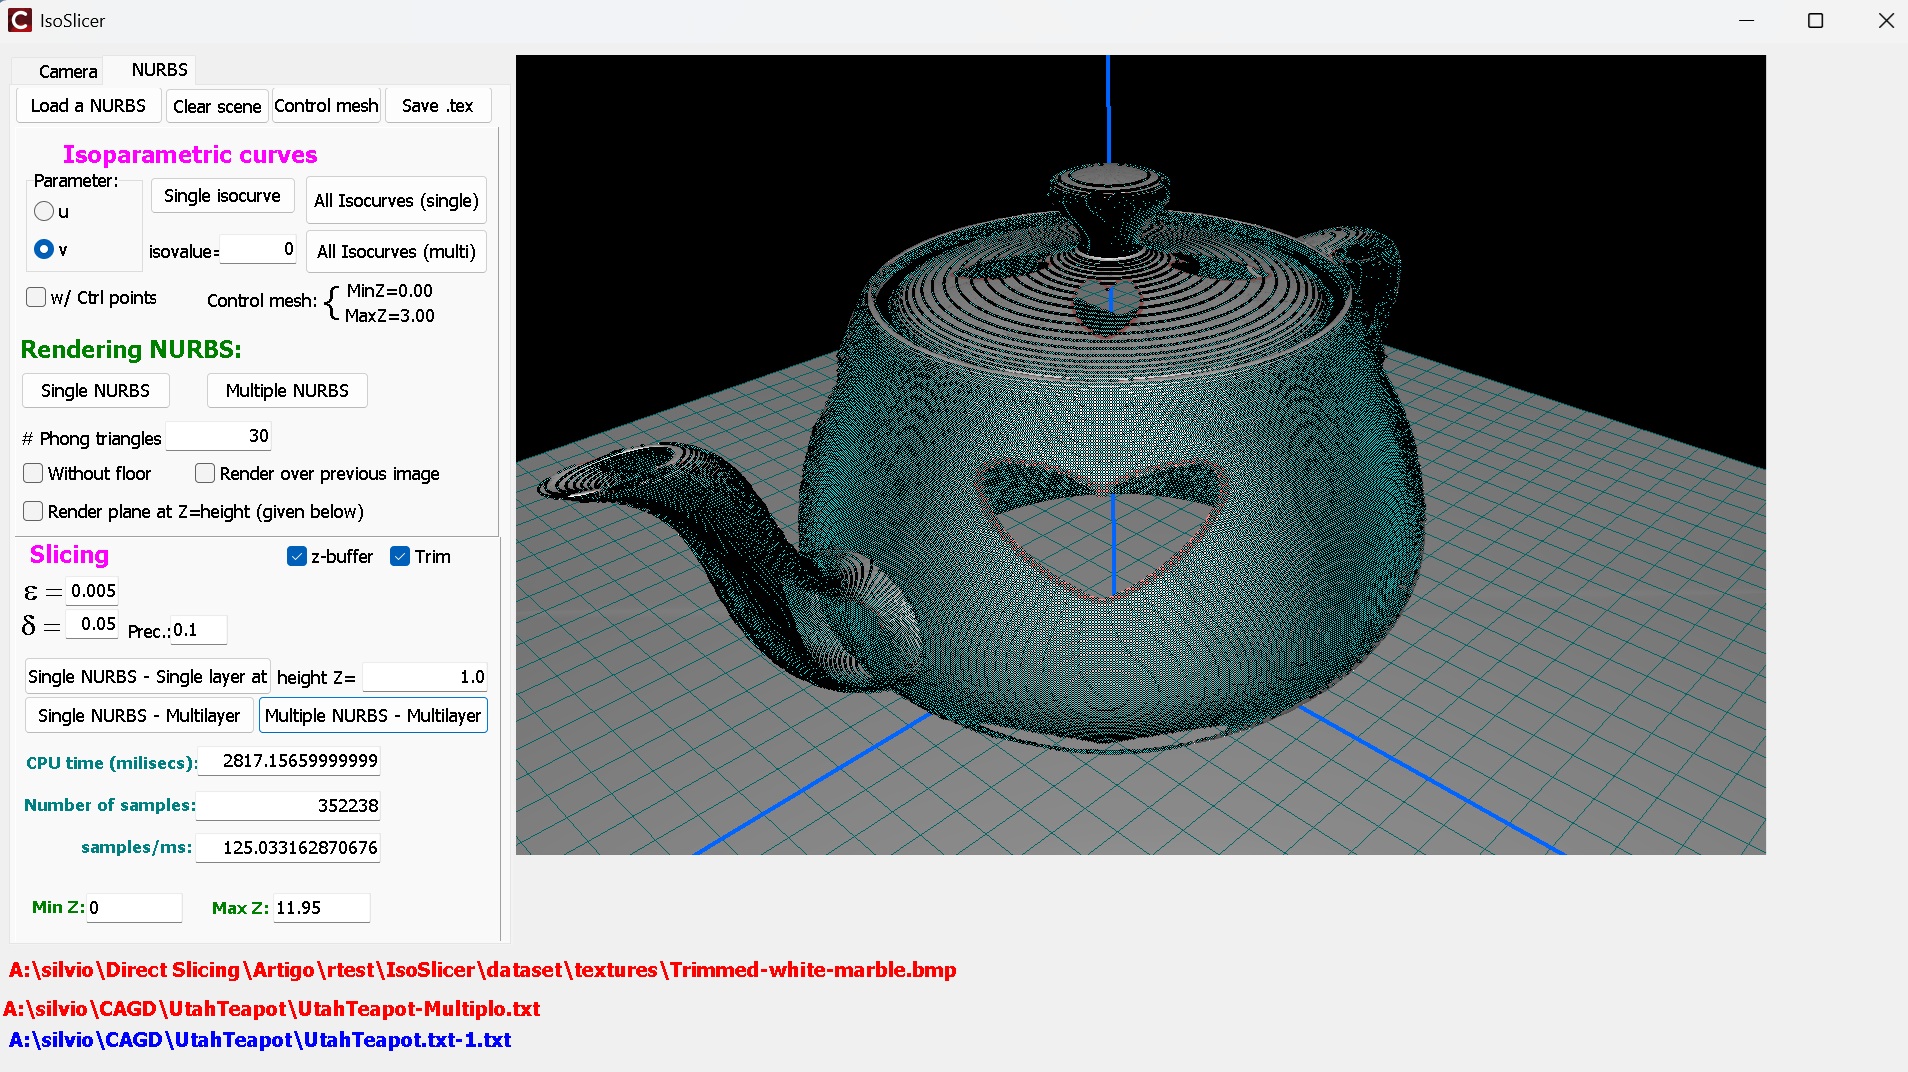 IsoSlicer
Camera NURBS
Load a NURBS Clear scene Control mesh Save .tex
Isoparametric curves
Parameter:
u
v
Single isocurve All Isocurves (single)
isovalue= 0 All Isocurves (multi)
w/ Ctrl points Control mesh: { MinZ=0.00
MaxZ=3.00
Rendering NURBS:
Single NURBS Multiple NURBS
# Phong triangles 30
Without floor Render over previous image
Render plane at Z=height (given below)
Slicing z-buffer Trim
ε = 0.005
δ = 0.05 Prec.: 0.1
Single NURBS - Single layer at height Z= 1.0
Single NURBS - Multilayer Multiple NURBS - Multilayer
CPU time (milisecs): 2817.15659999999
Number of samples: 352238
samples/ms: 125.033162870676
Min Z: 0 Max Z: 11.95
A:\silvio\Direct Slicing\Artigo\rtest\IsoSlicer\dataset\textures\Trimmed-white-marble.bmp
A:\silvio\CAGD\UtahTeapot\UtahTeapot-Multiplo.txt
A:\silvio\CAGD\UtahTeapot\UtahTeapot.txt-1.txt